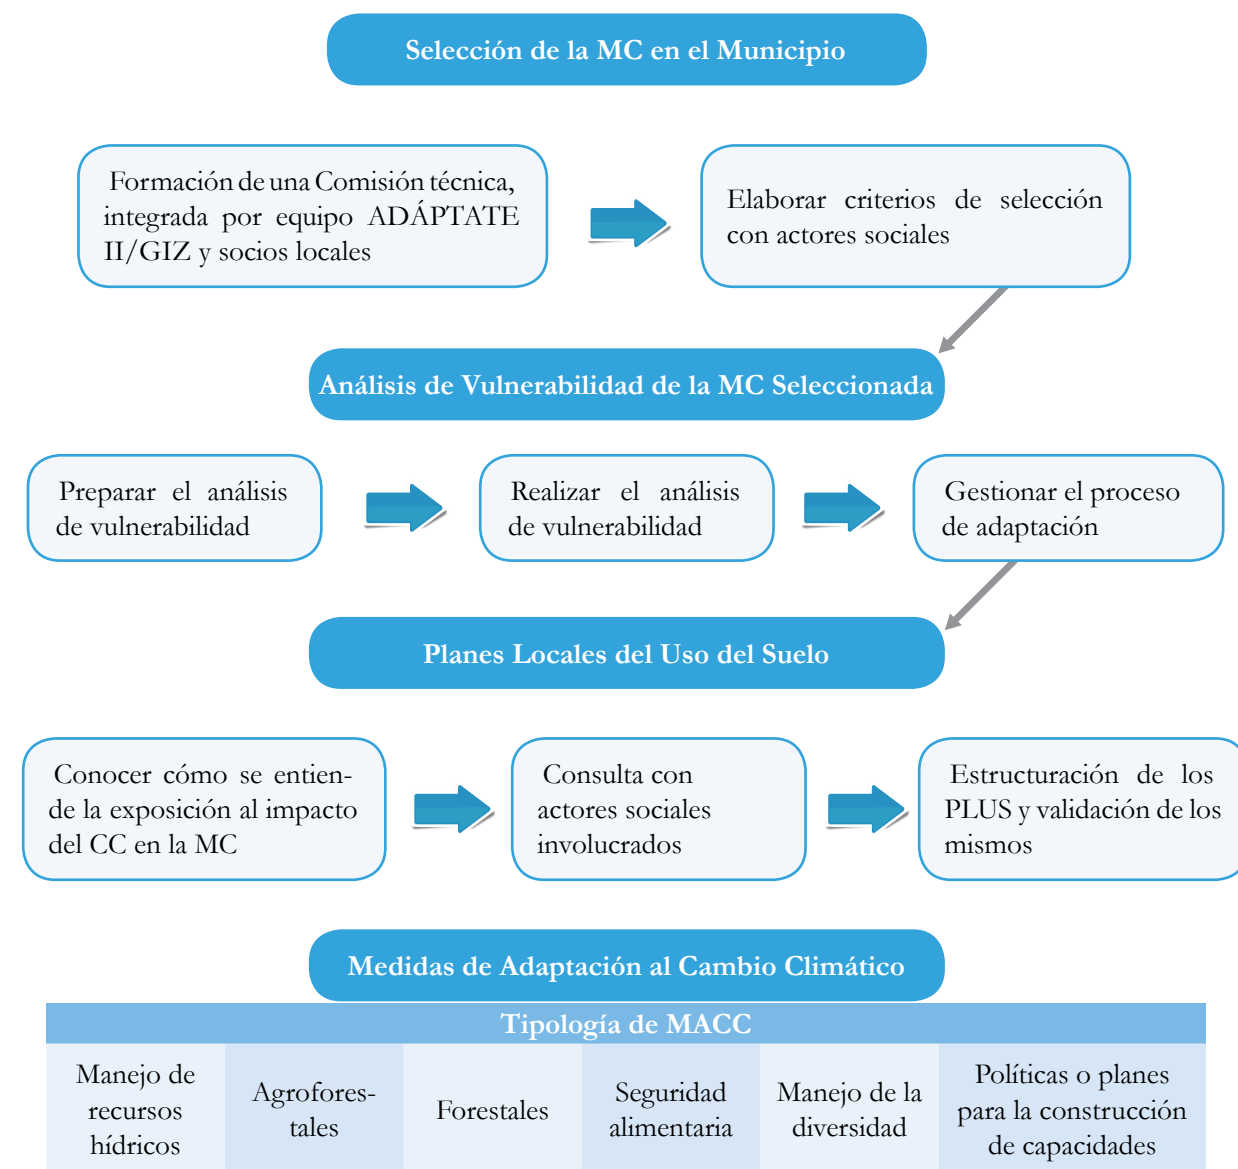 Selección de la MC en el Municipio
Formación de una Comisión técnica,
integrada por equipo ADÁPTATE
II/GIZ y socios locales
Elaborar criterios de selección
con actores sociales
Análisis de Vulnerabilidad de la MC Seleccionada
Preparar el análisis
de vulnerabilidad
Realizar el análisis
de vulnerabilidad
Gestionar el proceso
de adaptación
Planes Locales del Uso del Suelo
Conocer cómo se entien-
de la exposición al impacto
del CC en la MC
Consulta con
actores sociales
involucrados
Estructuración de los
PLUS y validación de los
mismos
Medidas de Adaptación al Cambio Climático
Tipología de MACC
Manejo de
recursos
hídricos
Agrofores-
tales
Forestales
Seguridad
alimentaria
Manejo de la
diversidad
Políticas o planes
para la construcción
de capacidades